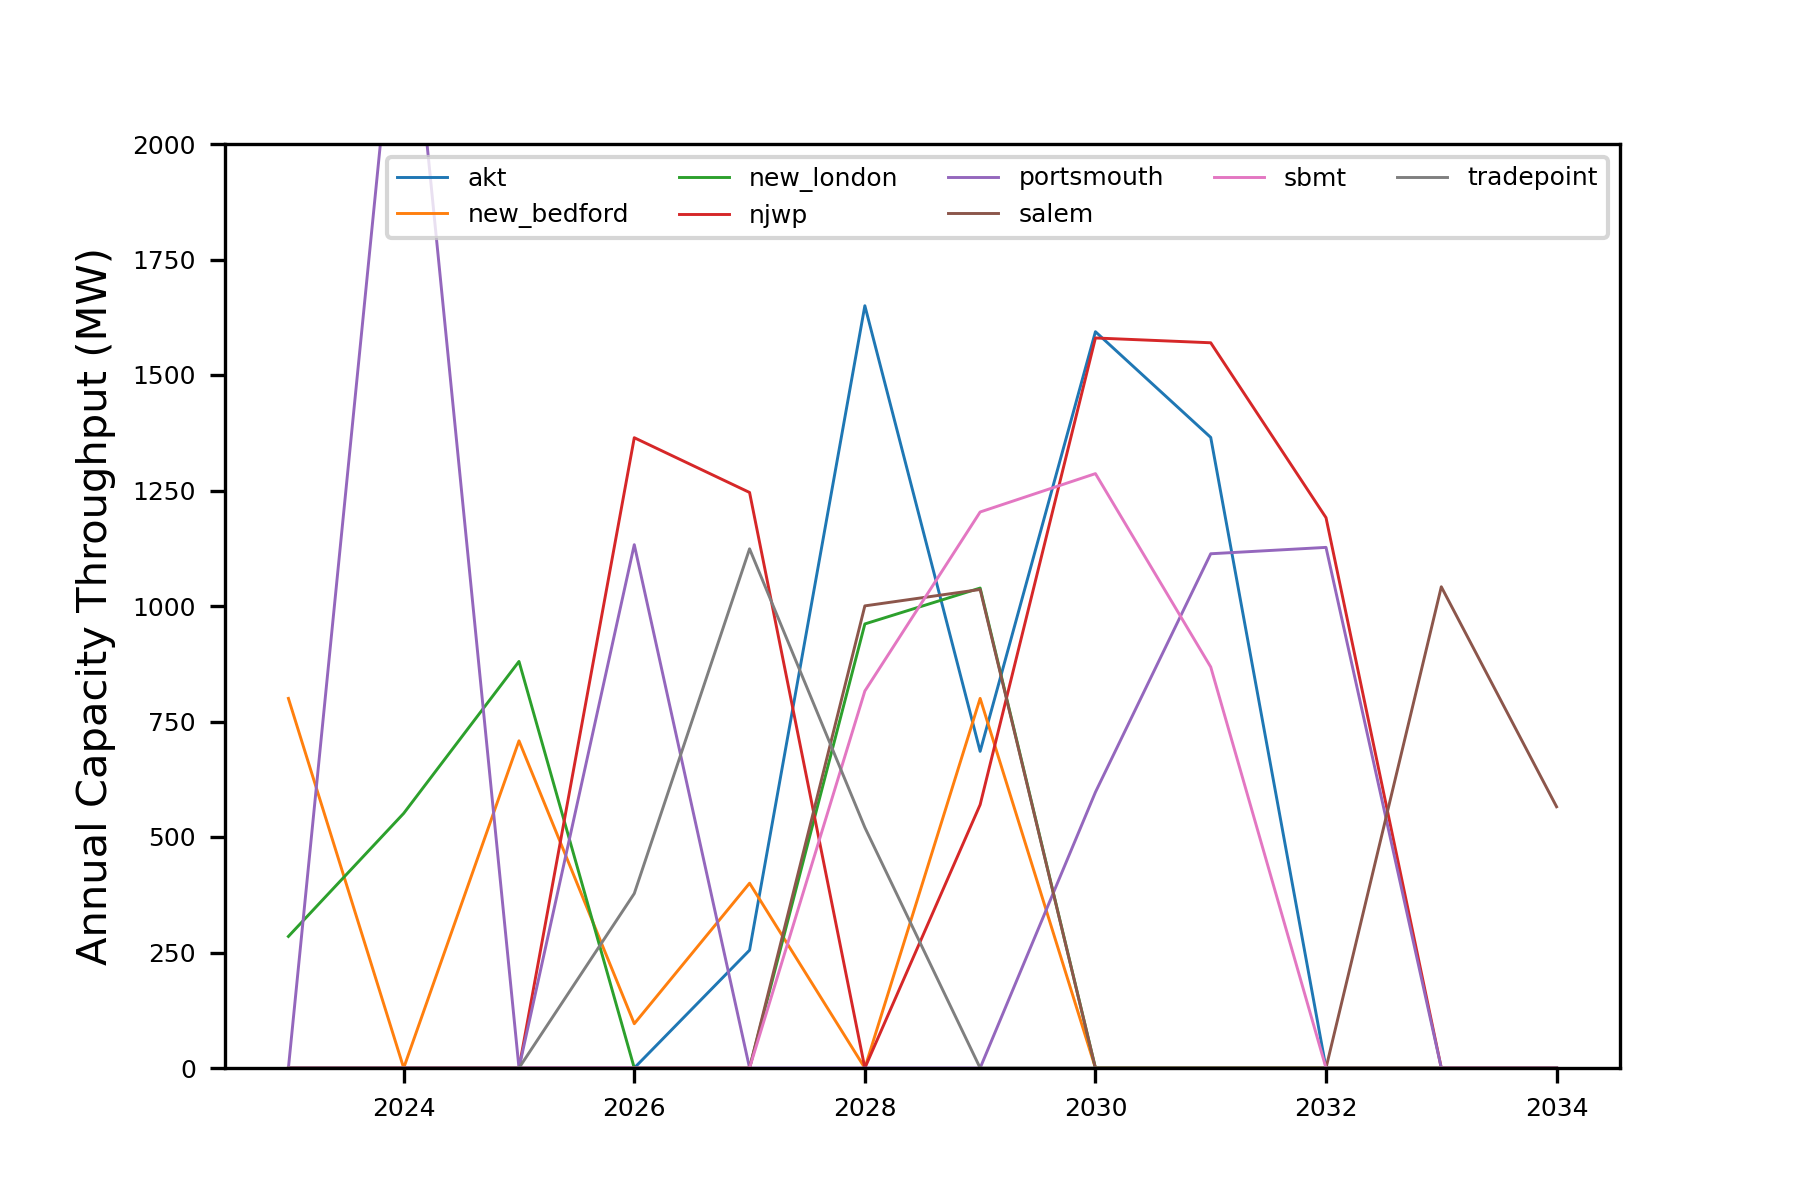 Annual Capacity Throughput (MW)
2000
1750
1500
1250
1000
750
500
250
0
akt
new_bedford
new_london
njwp
portsmouth
salem
sbmt
tradepoint
2024 2026 2028 2030 2032 2034